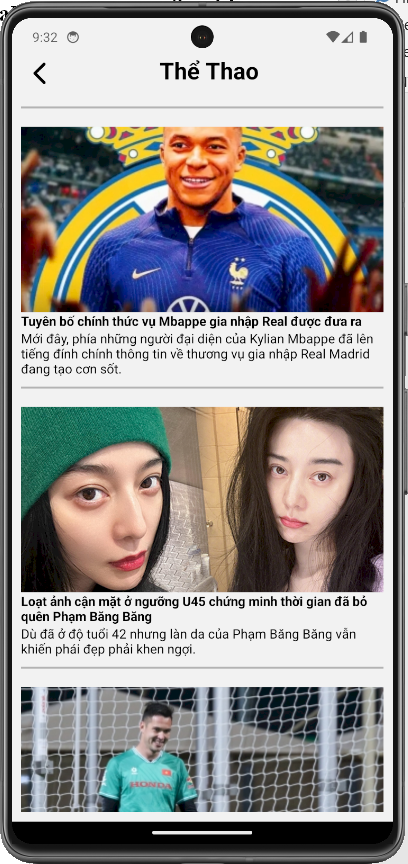 9:32
Thể Thao
Tuyên bố chính thức vụ Mbappe gia nhập Real được đưa ra
Mới đây, phía những người đại diện của Kylian Mbappe đã lên
tiếng đính chính thông tin về thương vụ gia nhập Real Madrid
đang tạo cơn sốt.
Loạt ảnh cận mặt ở ngưỡng U45 chứng minh thời gian đã bỏ
quên Phạm Băng Băng
Dù đã ở độ tuổi 42 nhưng làn da của Phạm Băng Băng vẫn
khiến phái đẹp phải khen ngợi.
HONDA